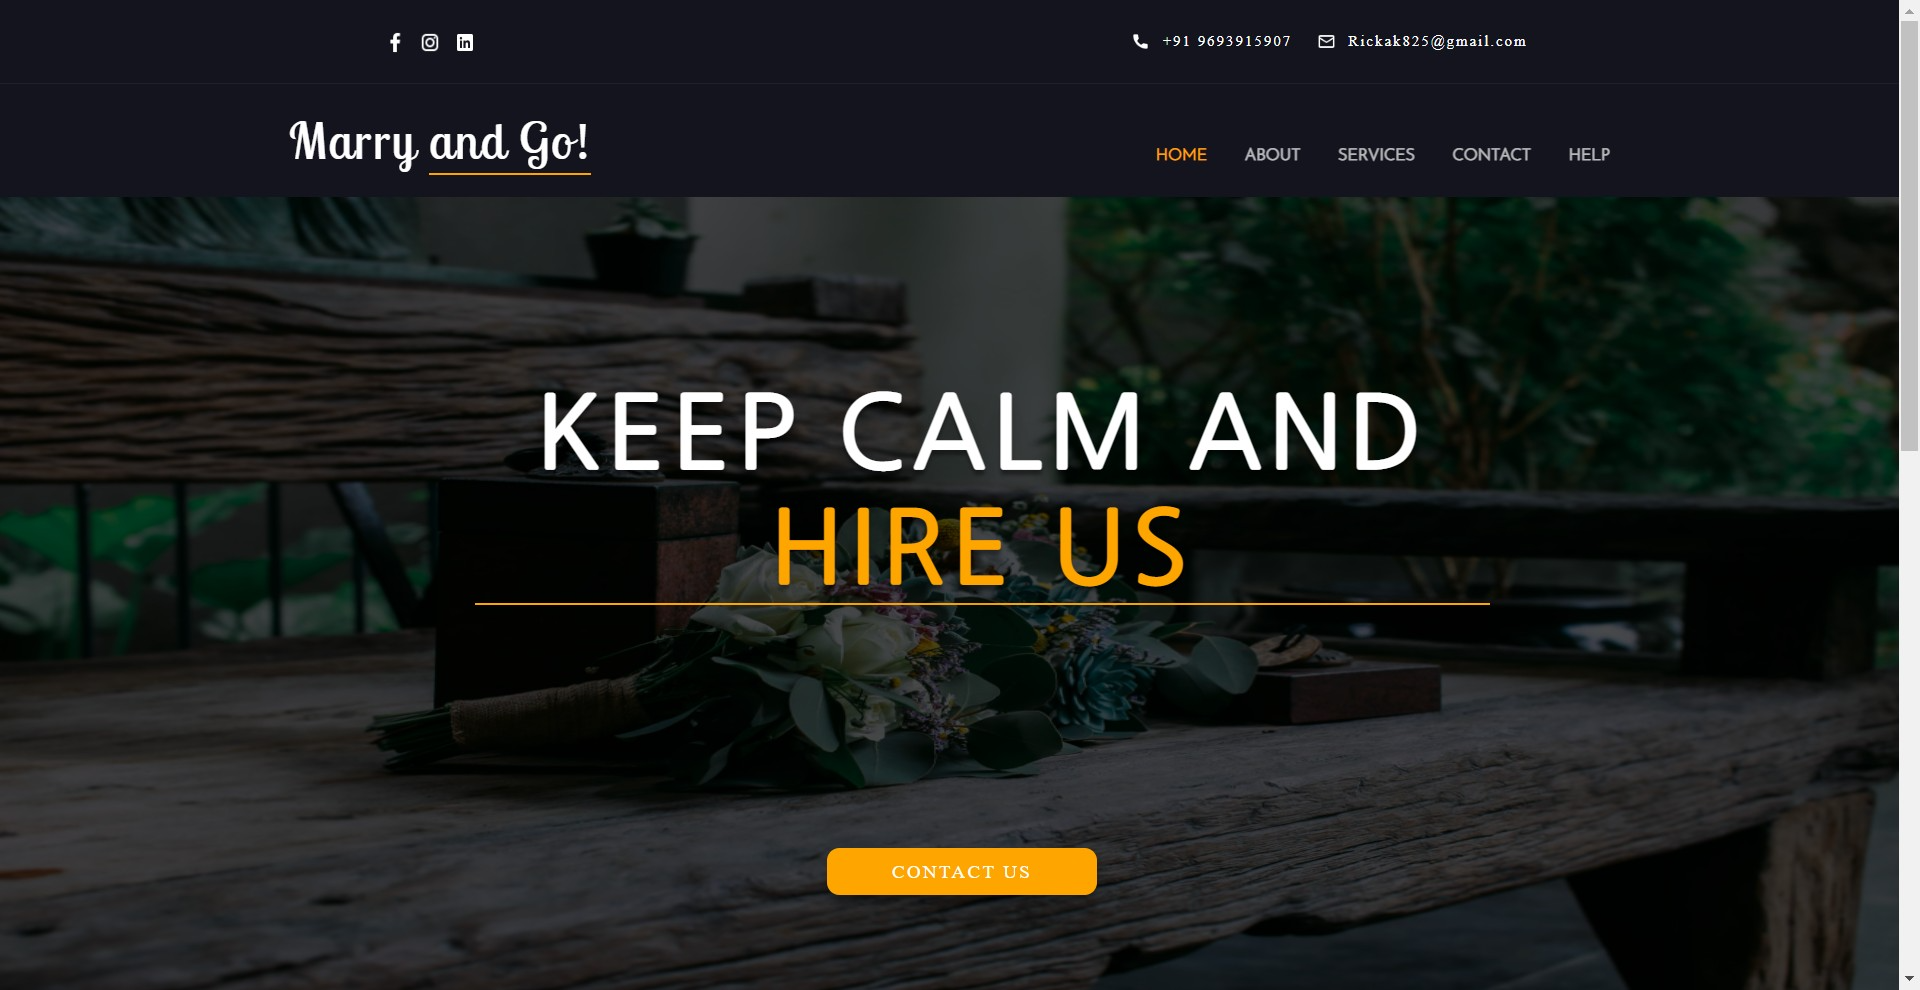 +91 9693915907 Rickak825@gmail.com
Marry and Go!
HOME ABOUT SERVICES CONTACT HELP
KEEP CALM AND
HIRE US
CONTACT US